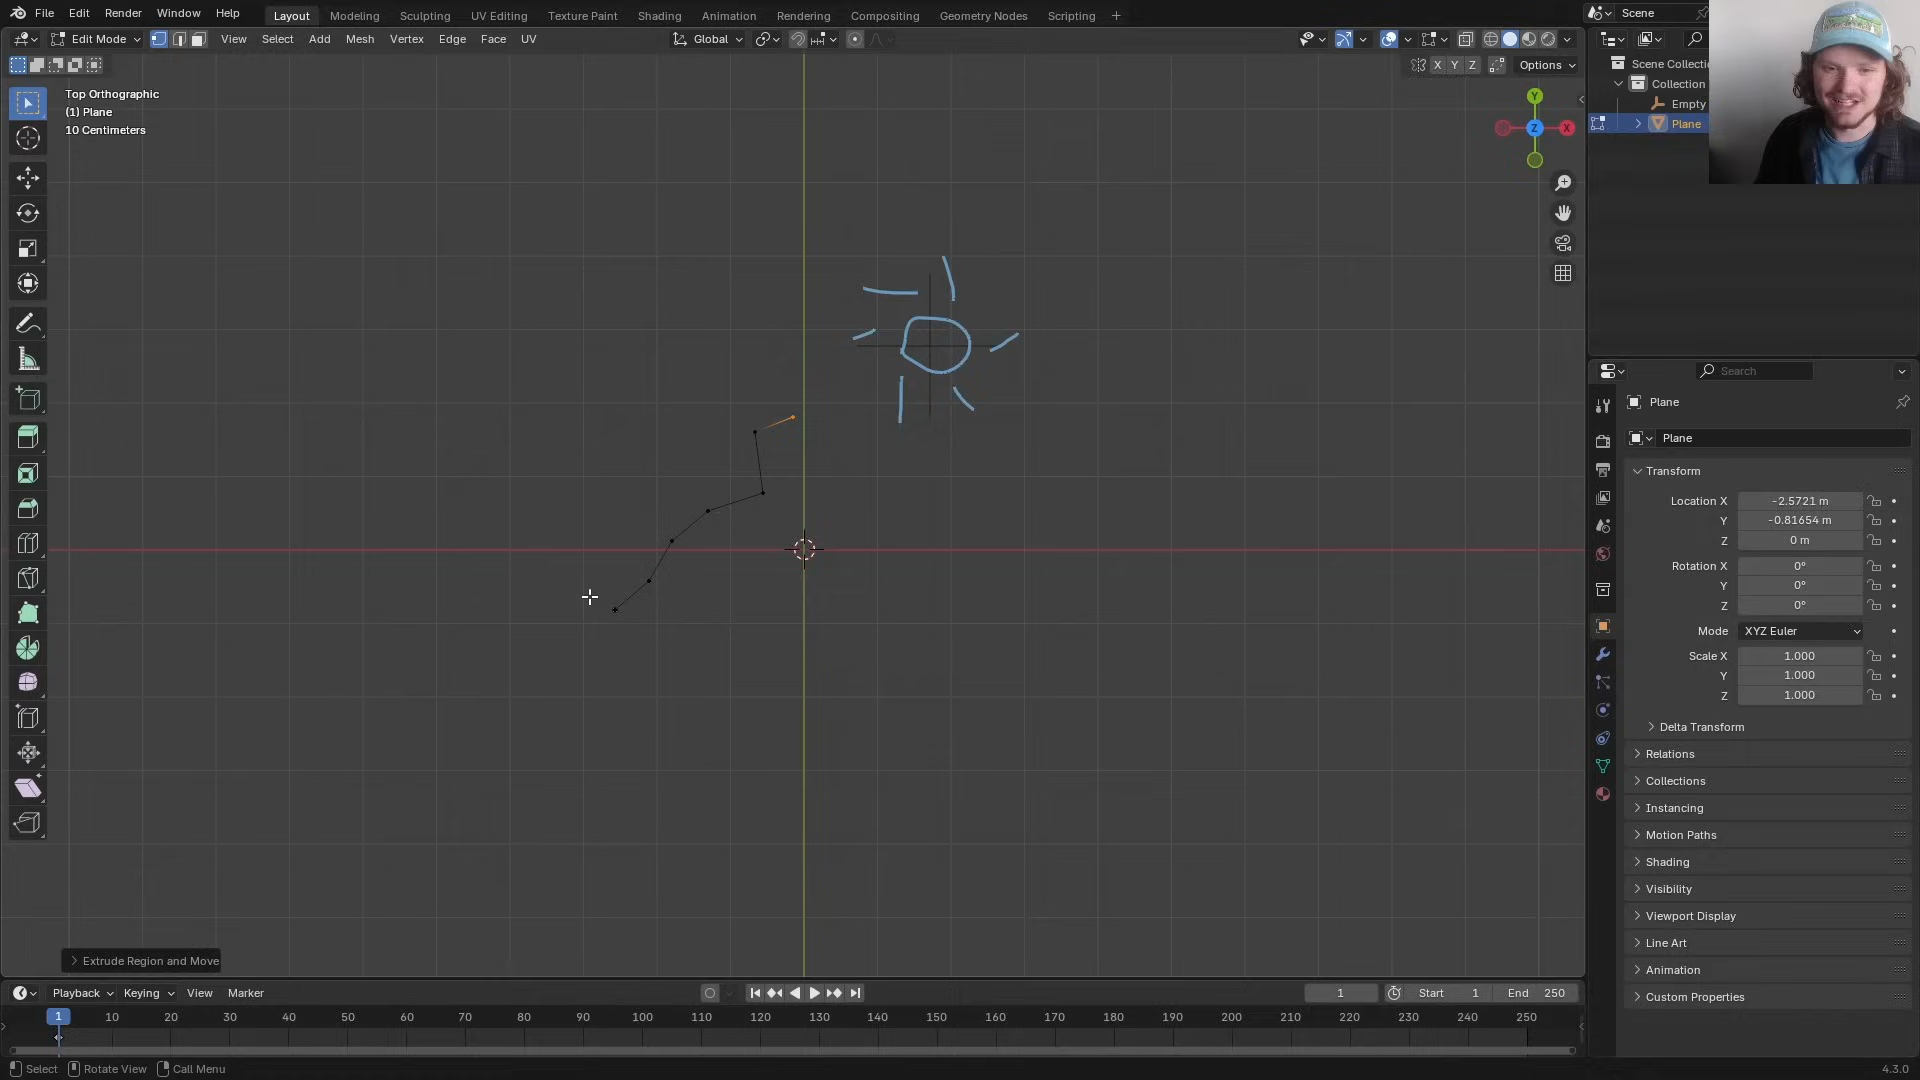 File Edit Render Window Help Layout Modeling Sculpting UV Editing Texture Paint Shading Animation Rendering Compositing Geometry Nodes Scripting + Scene
Edit Mode View Select Add Mesh Vertex Edge Face UV Global
X Y Z Options
Top Orthographic
(1) Plane
10 Centimeters
Y
Z X
Scene Collectio
Collection
Empty
Plane
Search
Plane
Plane
Transform
Location X -2.5721 m
Y -0.81654 m
Z 0 m
Rotation X 0°
Y 0°
Z 0°
Mode XYZ Euler
Scale X 1.000
Y 1.000
Z 1.000
Delta Transform
Relations
Collections
Instancing
Motion Paths
Shading
Visibility
Viewport Display
Line Art
Animation
Custom Properties
Extrude Region and Move
Playback Keying View Marker 1 Start 1 End 250
1 10 20 30 40 50 60 70 80 90 100 110 120 130 140 150 160 170 180 190 200 210 220 230 240 250
Select Rotate View Call Menu 4.3.0